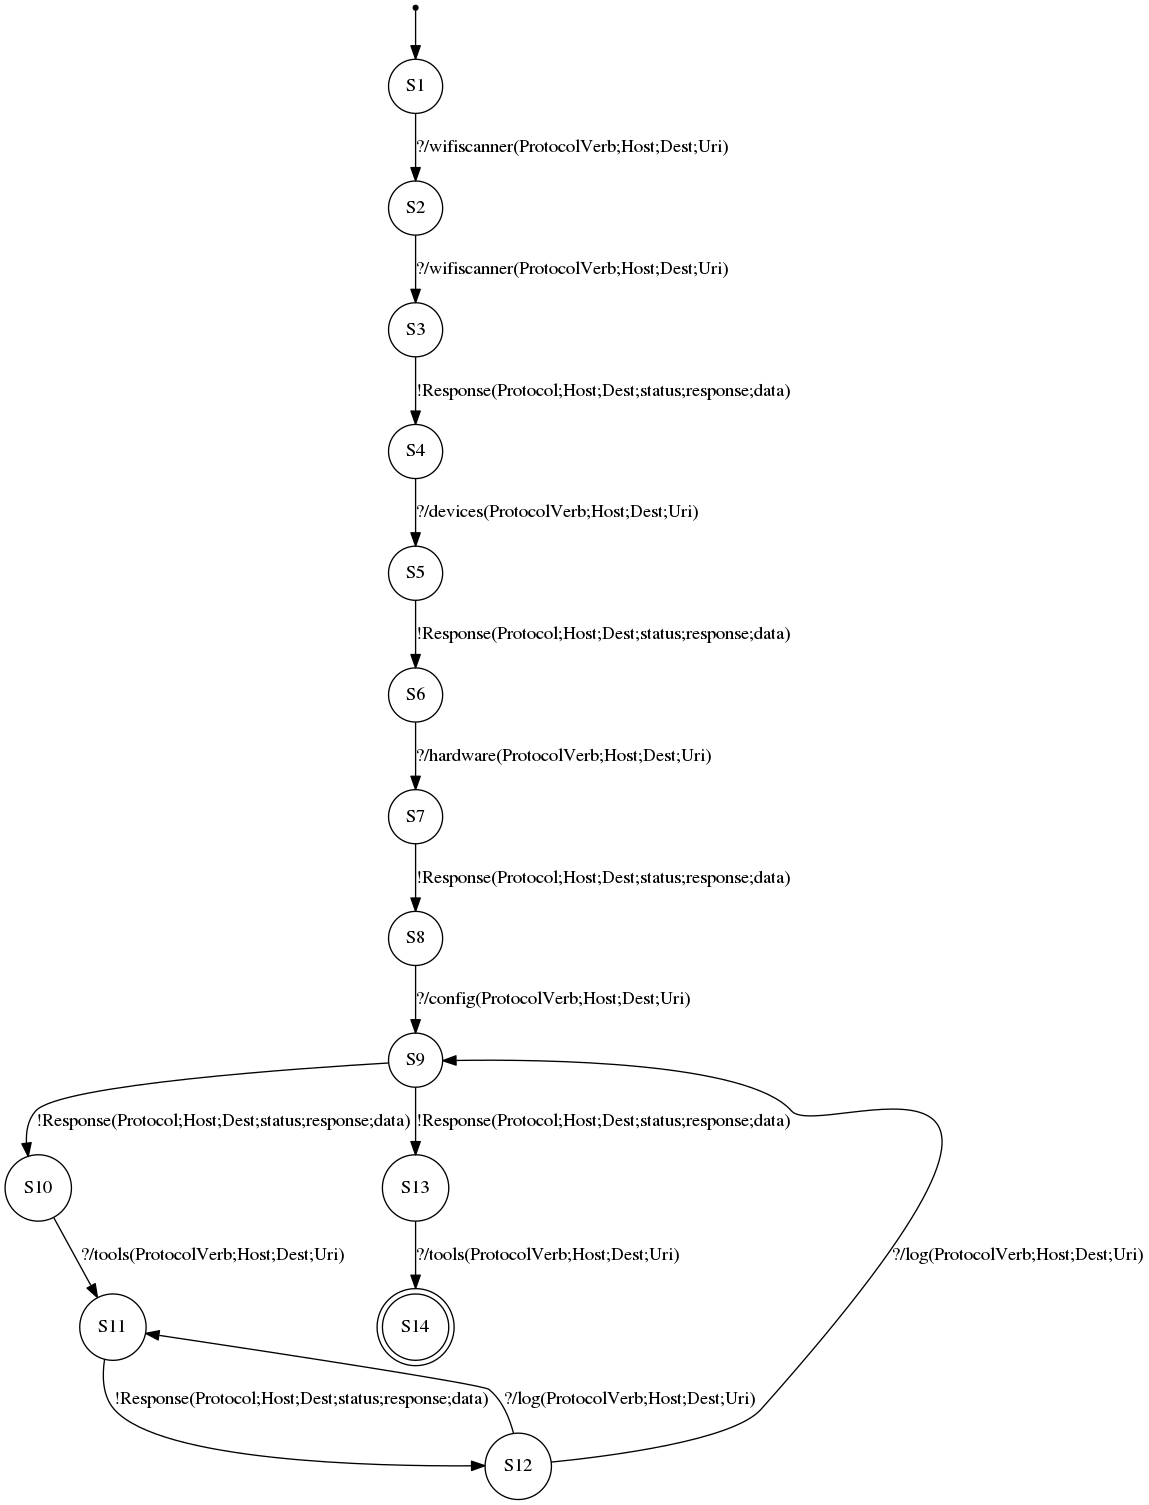 S1
?/wifiscanner(ProtocolVerb;Host;Dest;Uri)
S2
?/wifiscanner(ProtocolVerb;Host;Dest;Uri)
S3
!Response(Protocol;Host;Dest;status;response;data)
S4
?/devices(ProtocolVerb;Host;Dest;Uri)
S5
!Response(Protocol;Host;Dest;status;response;data)
S6
?/hardware(ProtocolVerb;Host;Dest;Uri)
S7
!Response(Protocol;Host;Dest;status;response;data)
S8
?/config(ProtocolVerb;Host;Dest;Uri)
S9
!Response(Protocol;Host;Dest;status;response;data)
!Response(Protocol;Host;Dest;status;response;data)
S10
S13
?/tools(ProtocolVerb;Host;Dest;Uri)
?/tools(ProtocolVerb;Host;Dest;Uri)
?/log(ProtocolVerb;Host;Dest;Uri)
S11
S14
!Response(Protocol;Host;Dest;status;response;data)
?/log(ProtocolVerb;Host;Dest;Uri)
S12